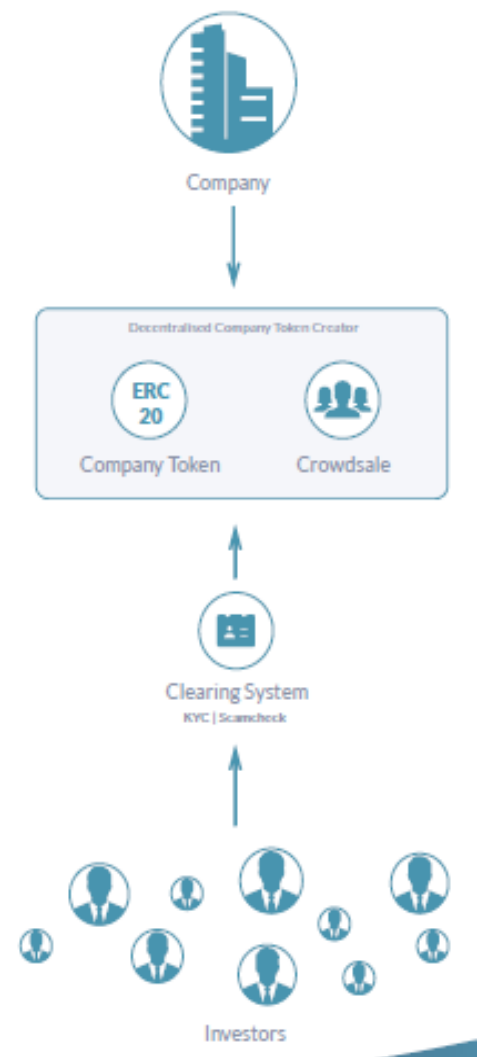 Company
Decentralised Company Token Creator
ERC
20
Company Token
Crowdsale
Clearing System
KYC | Scamcheck
Investors